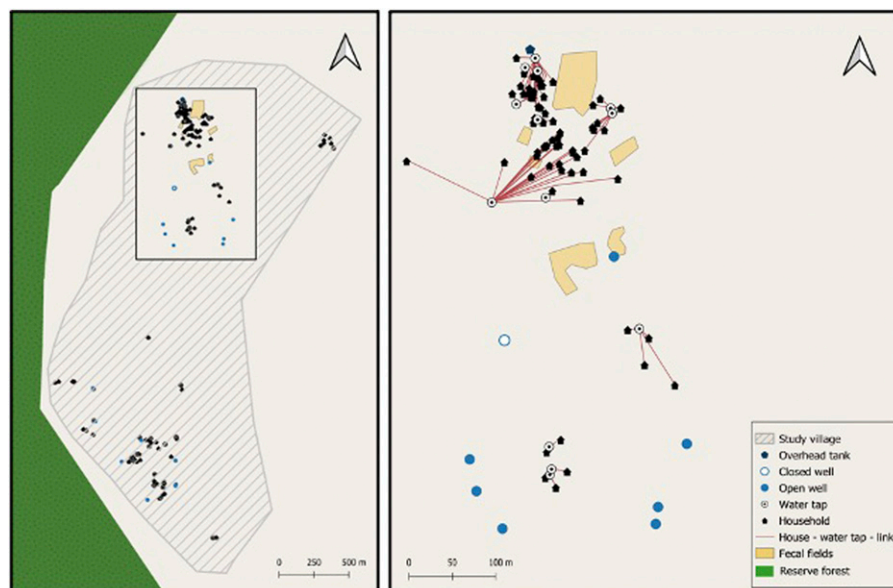 0 250 500 m
0 50 100 m
Study village
Overhead tank
Closed well
Open well
Water tap
Household
House - water tap - link
Fecal fields
Reserve forest